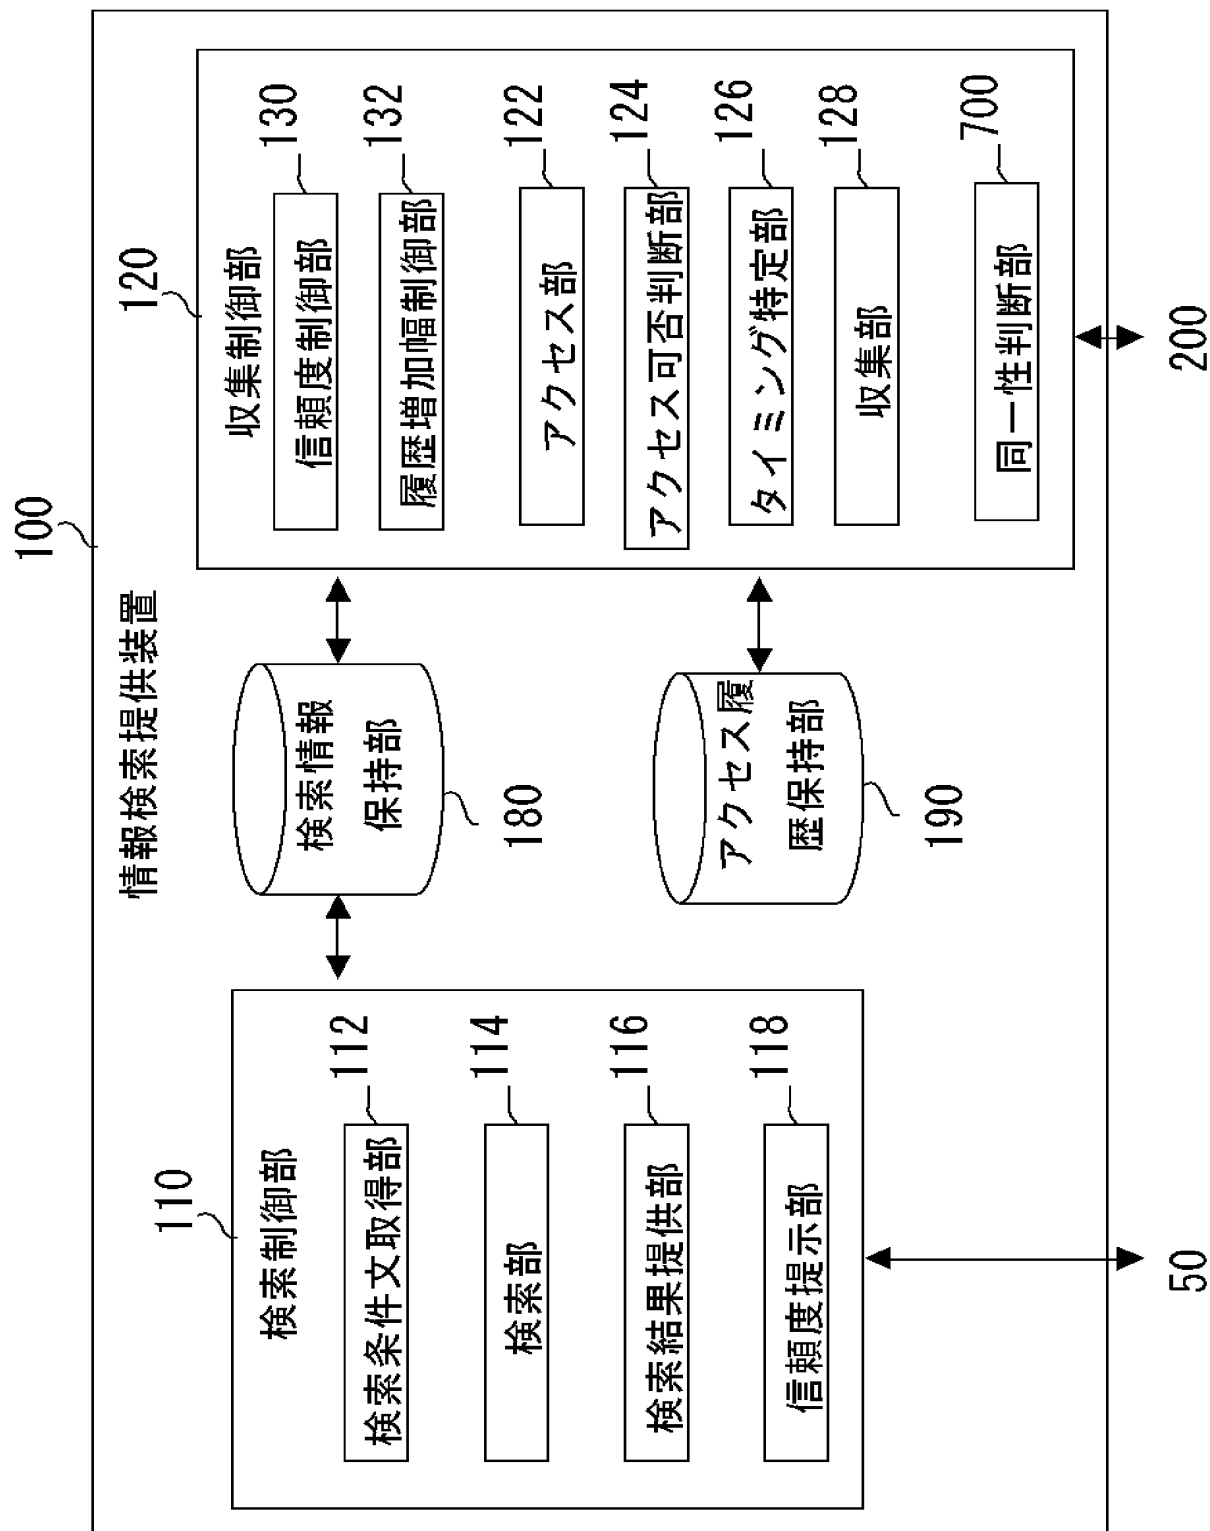 100
情報検索提供装置
110
検索制御部
112
検索条件文取得部
114
検索部
116
検索結果提供部
118
信頼度提示部
50
検索情報
保持部
180
アクセス履
歴保持部
190
120
収集制御部
130
信頼度制御部
132
履歴増加幅制御部
122
アクセス部
124
アクセス可否判断部
126
タイミング特定部
128
収集部
700
同一性判断部
200